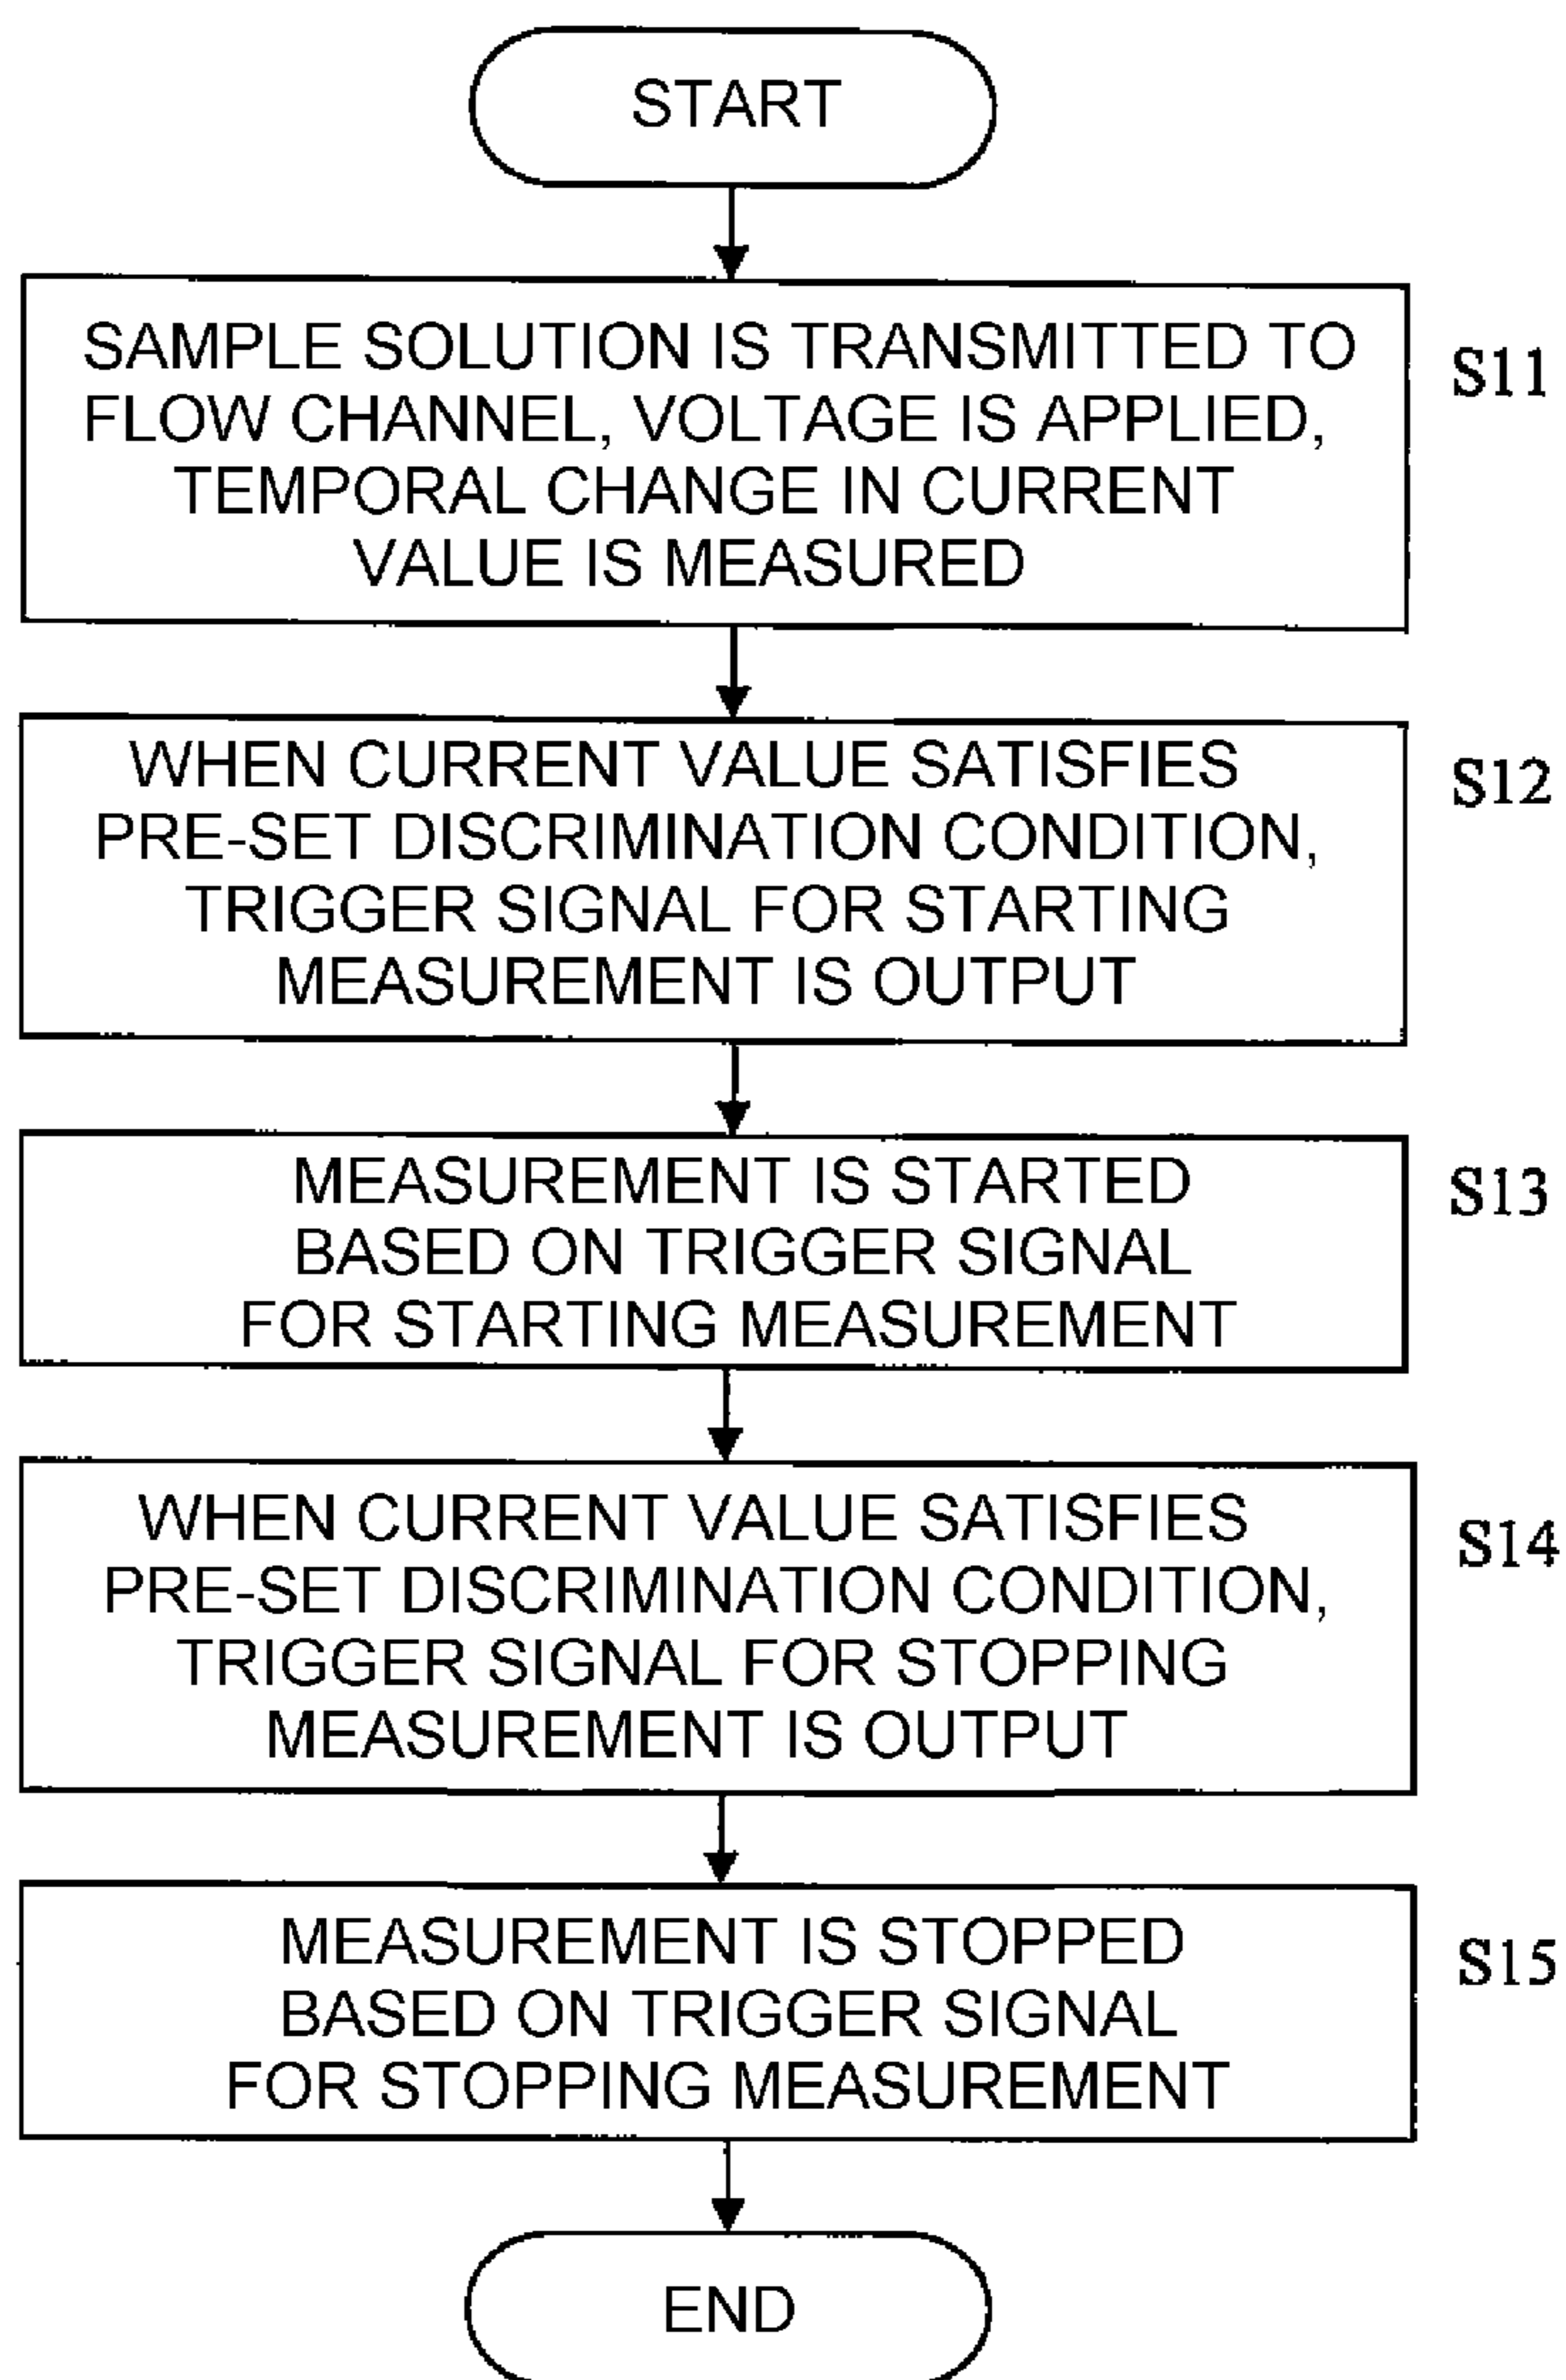 START
SAMPLE SOLUTION IS TRANSMITTED TO
FLOW CHANNEL, VOLTAGE IS APPLIED,
TEMPORAL CHANGE IN CURRENT
VALUE IS MEASURED
S11
WHEN CURRENT VALUE SATISFIES
PRE-SET DISCRIMINATION CONDITION,
TRIGGER SIGNAL FOR STARTING
MEASUREMENT IS OUTPUT
S12
MEASUREMENT IS STARTED
BASED ON TRIGGER SIGNAL
FOR STARTING MEASUREMENT
S13
WHEN CURRENT VALUE SATISFIES
PRE-SET DISCRIMINATION CONDITION,
TRIGGER SIGNAL FOR STOPPING
MEASUREMENT IS OUTPUT
S14
MEASUREMENT IS STOPPED
BASED ON TRIGGER SIGNAL
FOR STOPPING MEASUREMENT
S15
END